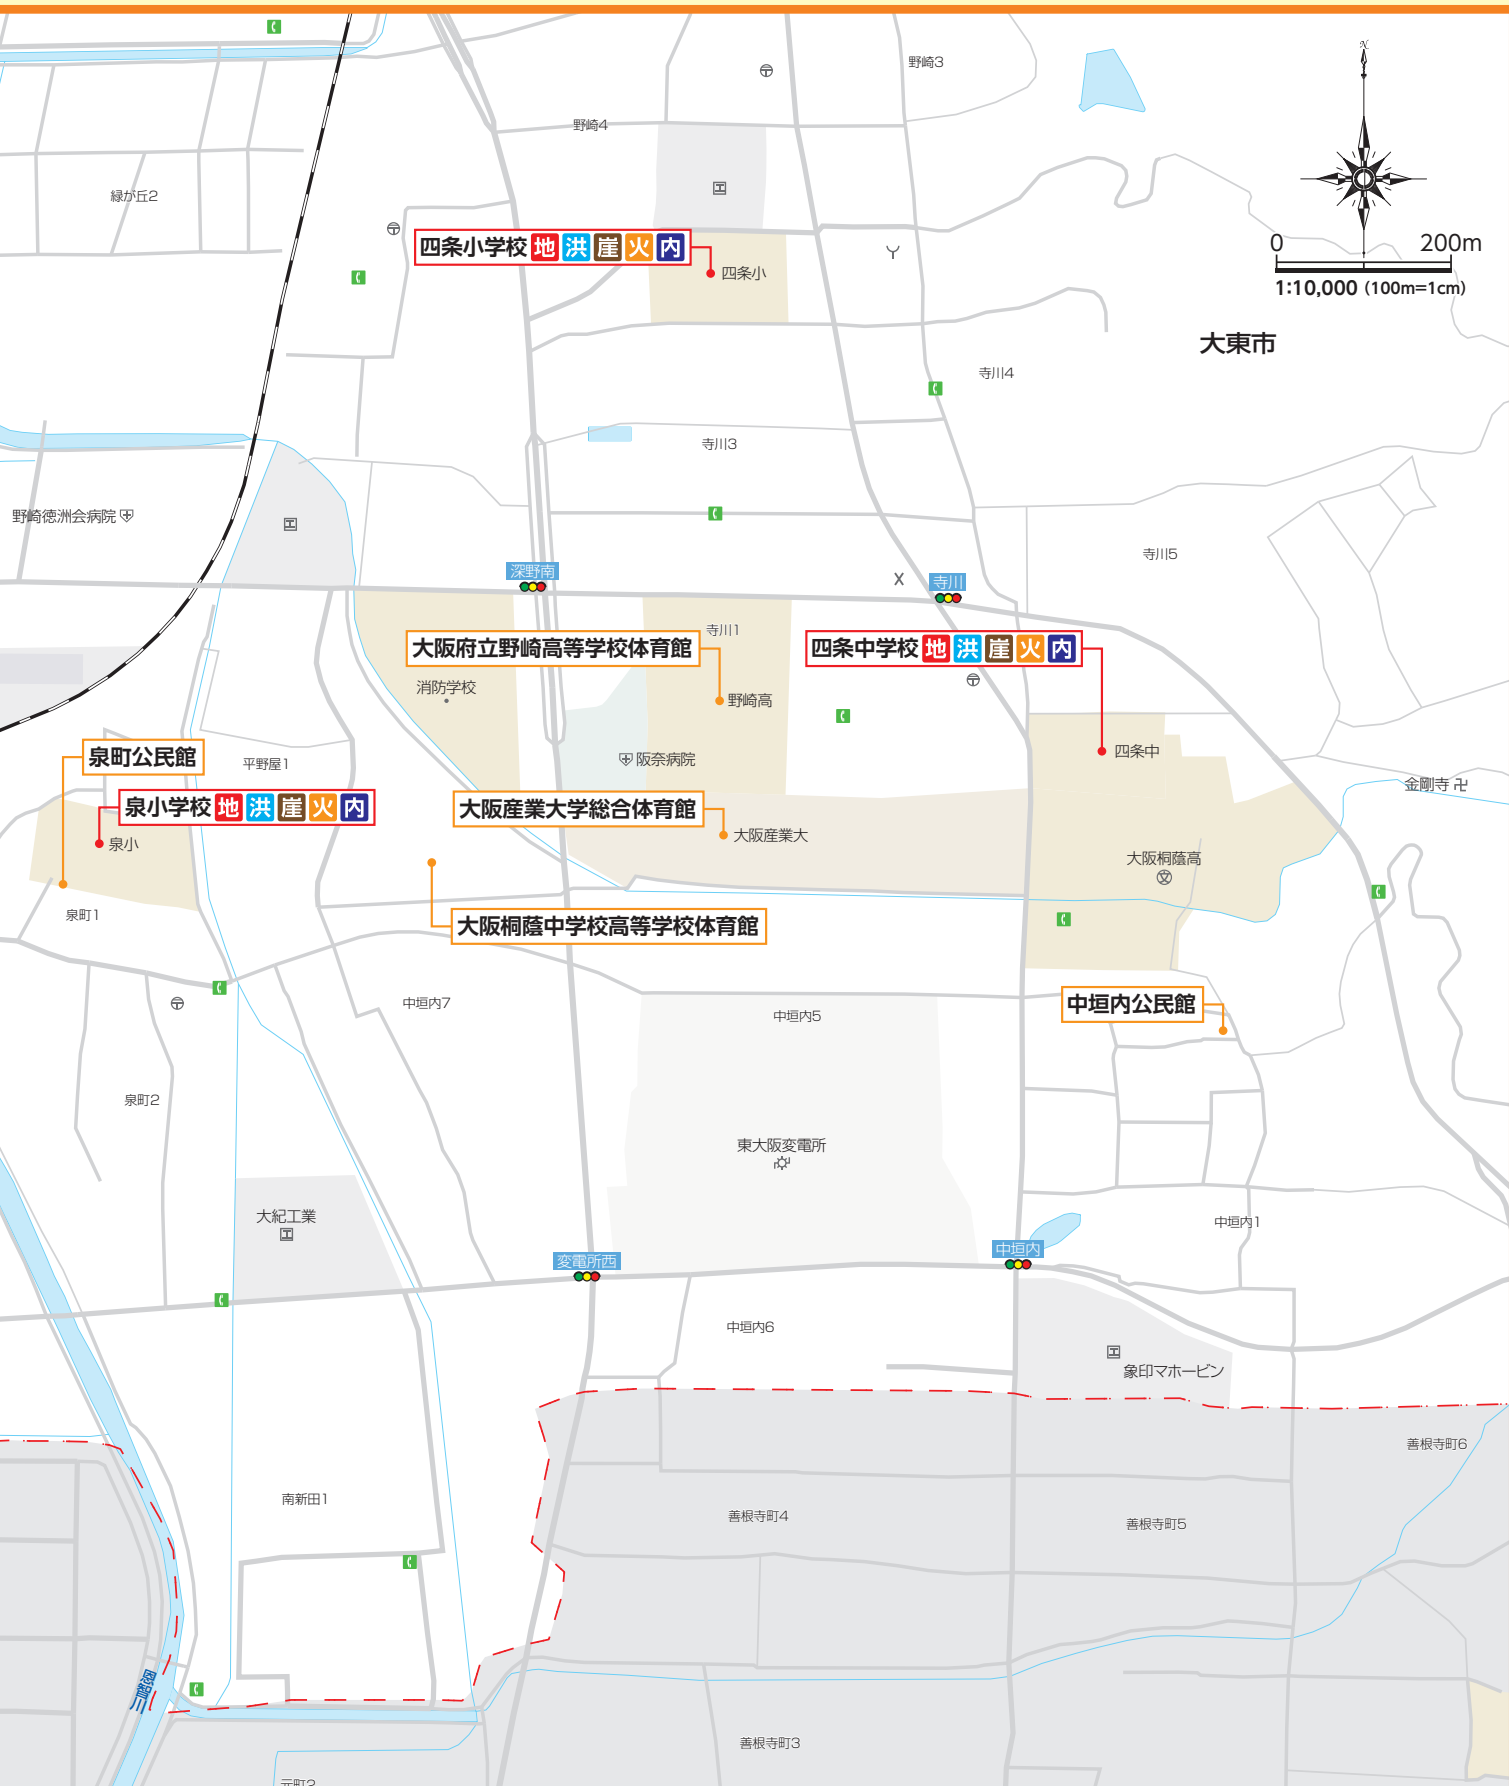 N
野崎3
野崎4
緑が丘2
0 200m
1:10,000 (100m=1cm)
四条小学校 地 洪 崖 火 内
四条小
大東市
寺川4
寺川3
野崎徳洲会病院
寺川5
深野南
寺川
寺川1
大阪府立野崎高等学校体育館
四条中学校 地 洪 崖 火 内
消防学校
野崎高
四条中
泉町公民館
平野屋1
阪奈病院
金剛寺
泉小学校 地 洪 崖 火 内
大阪産業大学総合体育館
大阪産業大
泉小
大阪桐蔭高
泉町1
大阪桐蔭中学校高等学校体育館
中垣内7
中垣内5
中垣内公民館
泉町2
東大阪変電所
大紀工業
中垣内1
変電所西
中垣内
中垣内6
象印マホービン
善根寺町6
南新田1
善根寺町4
善根寺町5
恩智川
善根寺町3
元町2